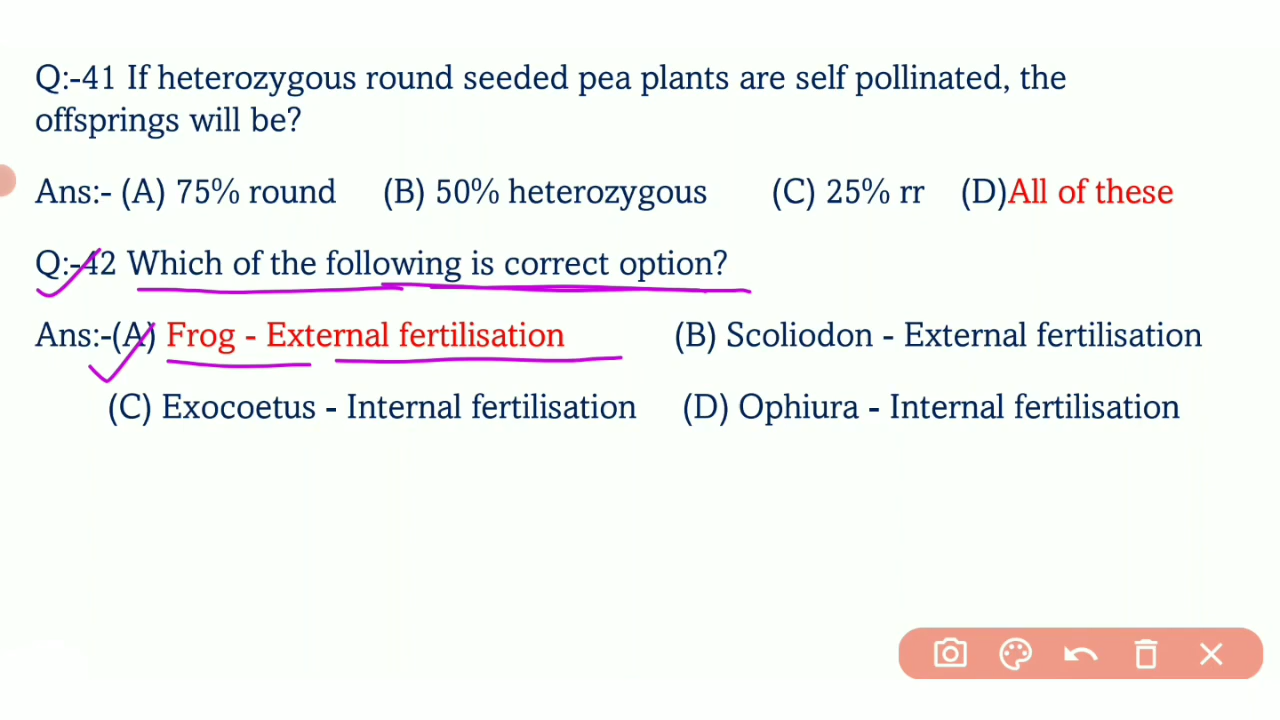 Q:-41 If heterozygous round seeded pea plants are self pollinated, the
offsprings will be?
Ans:- (A) 75% round (B) 50% heterozygous (C) 25% rr (D)All of these
Q:-42 Which of the following is correct option?
Ans:-(A) Frog - External fertilisation (B) Scoliodon - External fertilisation
(C) Exocoetus - Internal fertilisation (D) Ophiura - Internal fertilisation